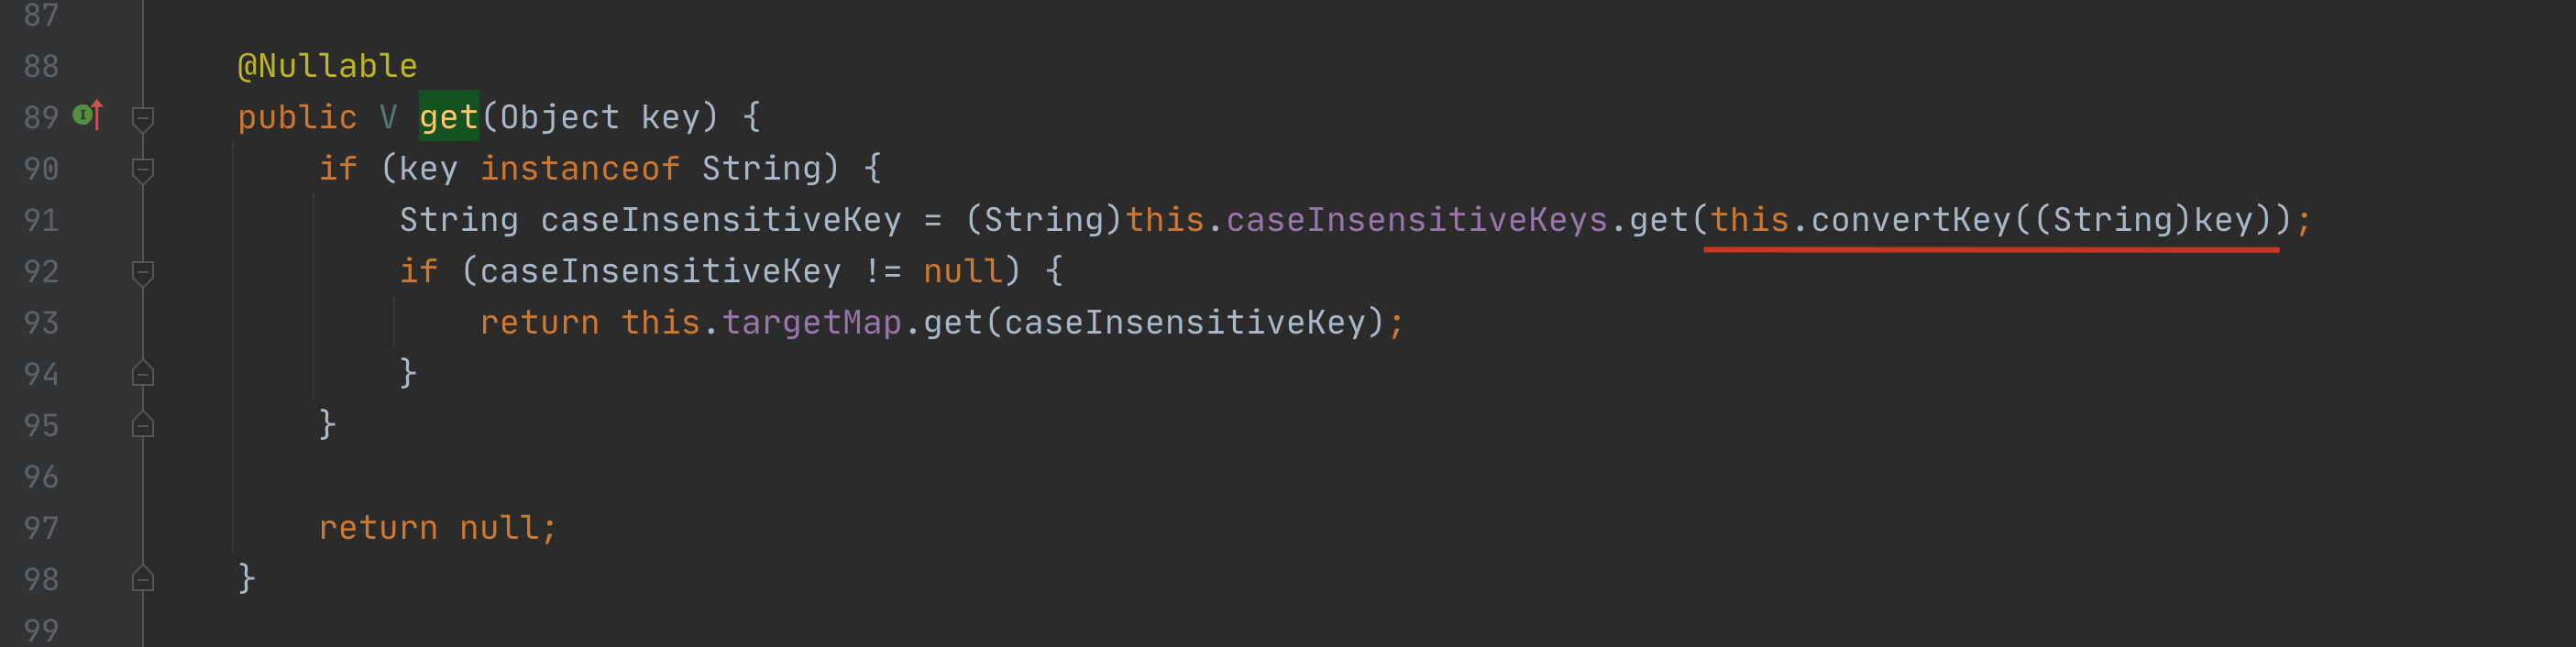 87
88 @Nullable
89 public V get(Object key) {
90 if (key instanceof String) {
91 String caseInsensitiveKey = (String)this.caseInsensitiveKeys.get(this.convertKey((String)key));
92 if (caseInsensitiveKey != null) {
93 return this.targetMap.get(caseInsensitiveKey);
94 }
95 }
96
97 return null;
98 }
99